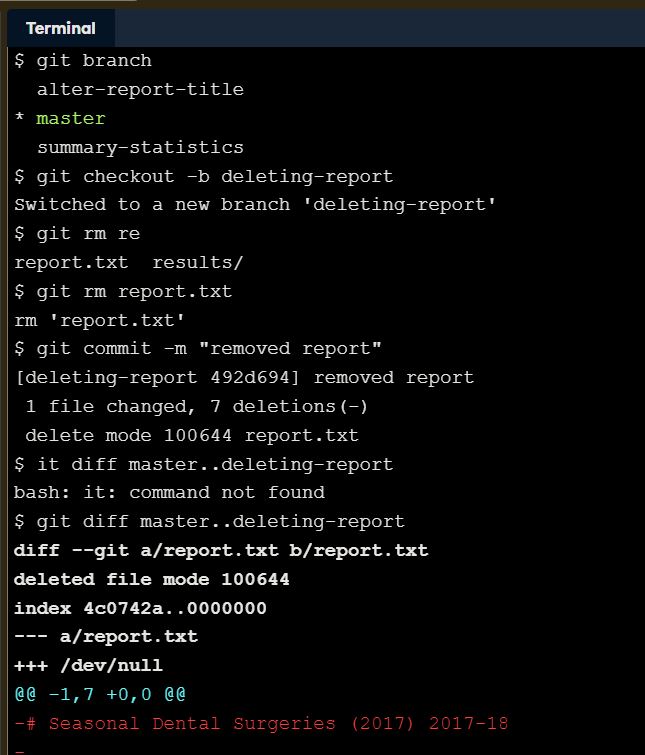 Terminal
$ git branch
  alter-report-title
* master
  summary-statistics
$ git checkout -b deleting-report
Switched to a new branch 'deleting-report'
$ git rm re
report.txt  results/
$ git rm report.txt
rm 'report.txt'
$ git commit -m "removed report"
[deleting-report 492d694] removed report
 1 file changed, 7 deletions(-)
 delete mode 100644 report.txt
$ it diff master..deleting-report
bash: it: command not found
$ git diff master..deleting-report
diff --git a/report.txt b/report.txt
deleted file mode 100644
index 4c0742a..0000000
--- a/report.txt
+++ /dev/null
@@ -1,7 +0,0 @@
-# Seasonal Dental Surgeries (2017) 2017-18
-